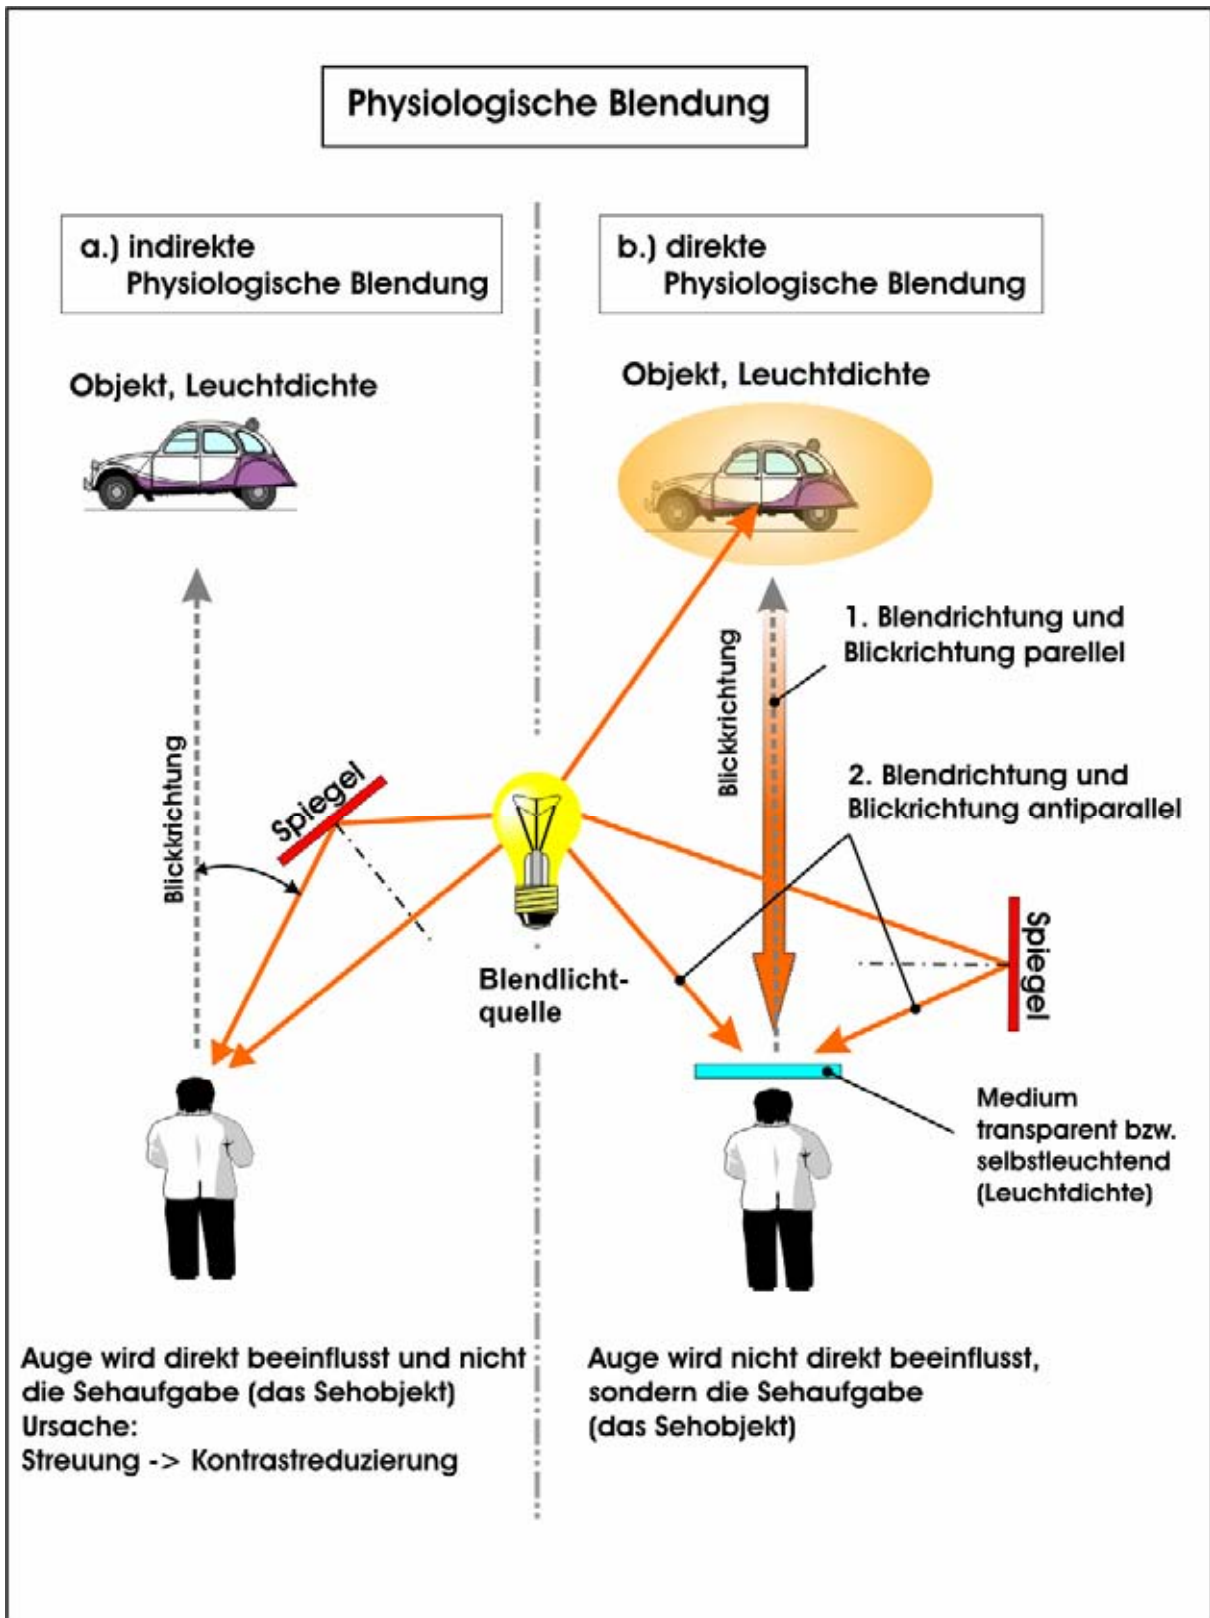 Physiologische Blendung
a.) indirekte
Physiologische Blendung
Objekt, Leuchtdichte
Blickkrichtung
Spiegel
Auge wird direkt beeinflusst und nicht
die Sehaufgabe (das Sehobjekt)
Ursache:
Streuung -> Kontrastreduzierung
Blendlicht-
quelle
b.) direkte
Physiologische Blendung
Objekt, Leuchtdichte
Blickkrichtung
1. Blendrichtung und
Blickrichtung parellel
2. Blendrichtung und
Blickrichtung antiparallel
Spiegel
Medium
transparent bzw.
selbstleuchtend
(Leuchtdichte)
Auge wird nicht direkt beeinflusst,
sondern die Sehaufgabe
(das Sehobjekt)